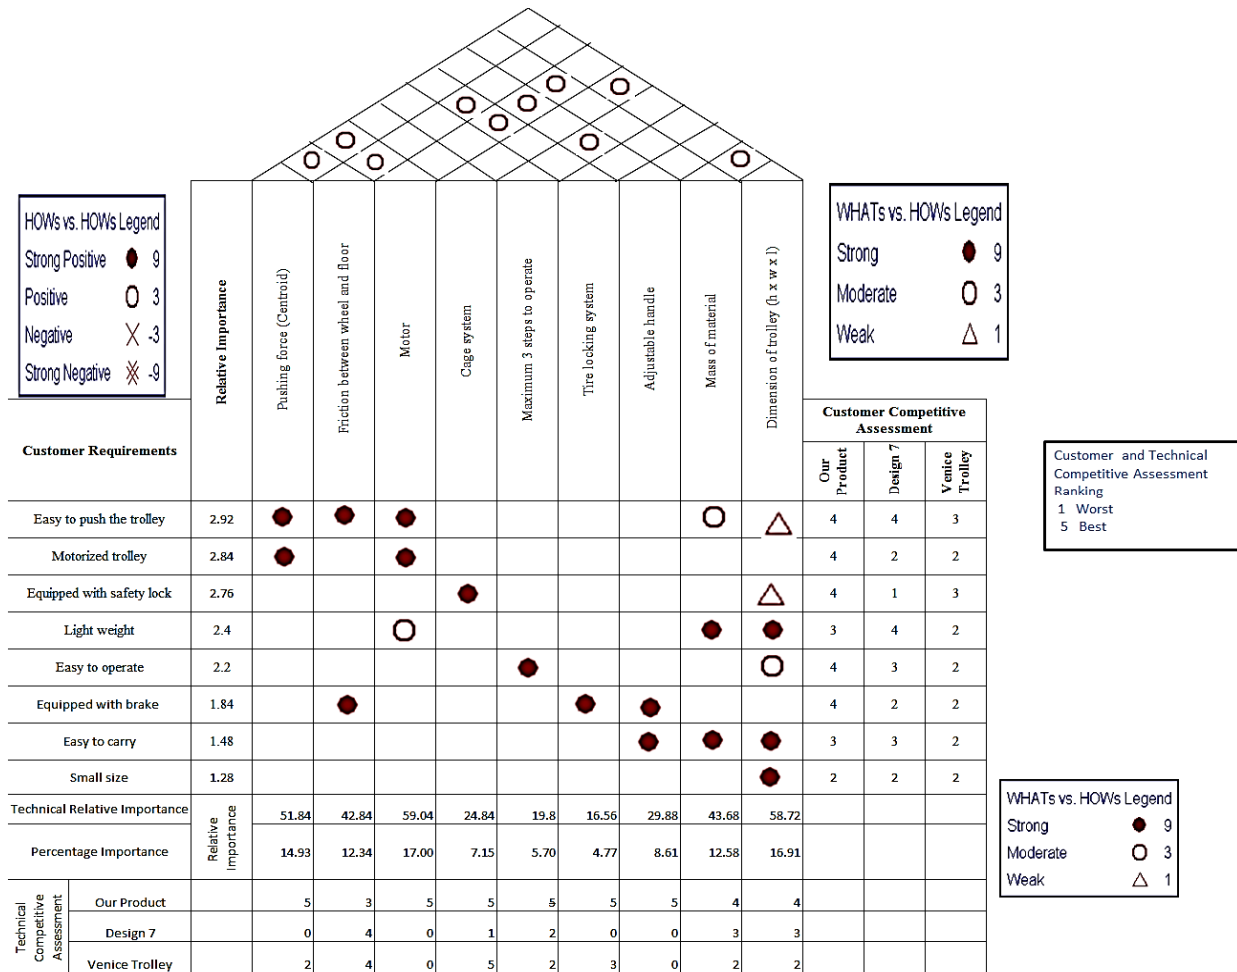 HOWs vs. HOWs Legend
Strong Positive 9
Positive 3
Negative -3
Strong Negative -9
WHATs vs. HOWs Legend
Strong 9
Moderate 3
Weak 1
Relative Importance
Pushing force (Centroid)
Friction between wheel and floor
Motor
Cage system
Maximum 3 steps to operate
Tire locking system
Adjustable handle
Mass of material
Dimension of trolley (h x w x l)
Customer Requirements
Customer Competitive
Assessment
Our
Product
Design 7
Venice
Trolley
Customer and Technical
Competitive Assessment
Ranking
1 Worst
5 Best
Easy to push the trolley 2.92 4 4 3
Motorized trolley 2.84 4 2 2
Equipped with safety lock 2.76 4 1 3
Light weight 2.4 3 4 2
Easy to operate 2.2 4 3 2
Equipped with brake 1.84 4 2 2
Easy to carry 1.48 3 3 2
Small size 1.28 2 2 2
Technical Relative Importance 51.84 42.84 59.04 24.84 19.8 16.56 29.88 43.68 58.72
Relative
Importance
Percentage Importance 14.93 12.34 17.00 7.15 5.70 4.77 8.61 12.58 16.91
Technical
Competitive
Assessment
Our Product 5 3 5 5 5 5 5 4 4
Design 7 0 4 0 1 2 0 0 3 3
Venice Trolley 2 4 0 5 2 3 0 2 2
WHATs vs. HOWs Legend
Strong 9
Moderate 3
Weak 1